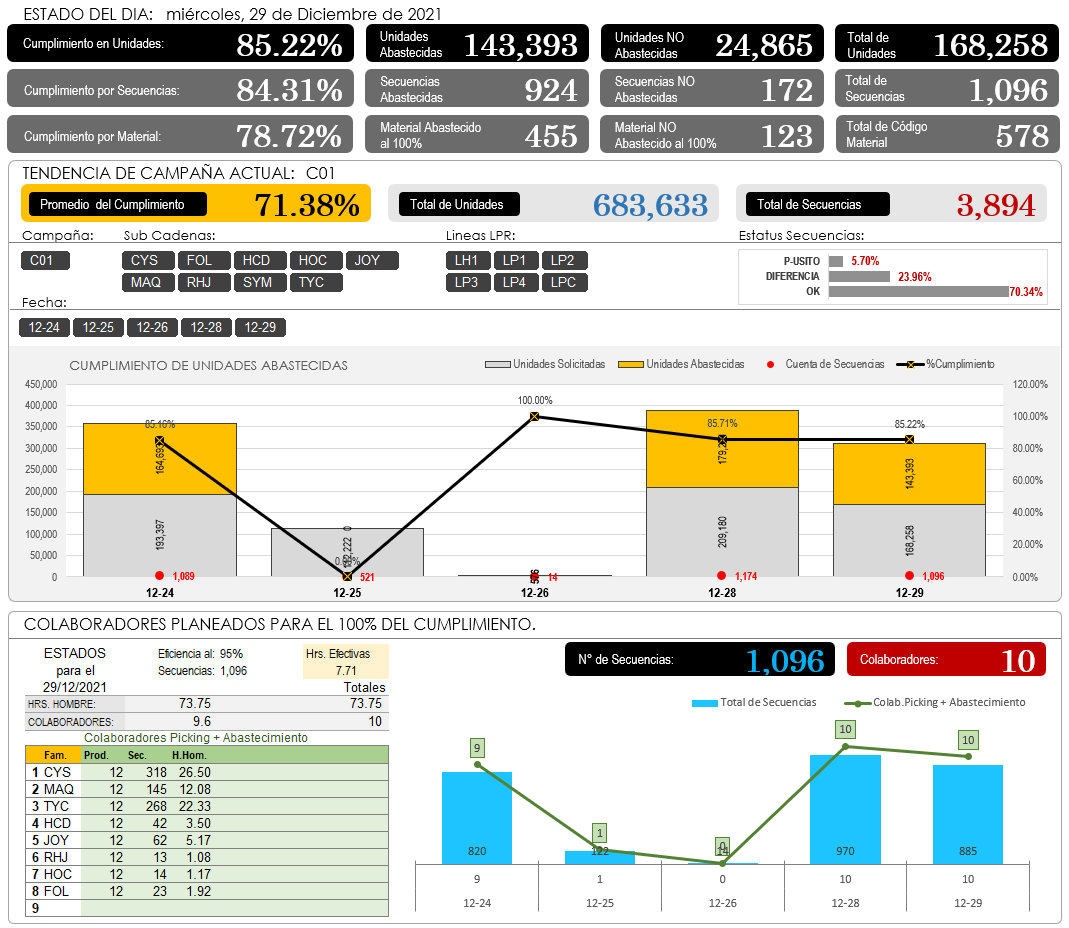 ESTADO DEL DIA: miércoles, 29 de Diciembre de 2021
Cumplimiento en Unidades: 85.22%
Unidades Abastecidas 143,393
Unidades NO Abastecidas 24,865
Total de Unidades 168,258
Cumplimiento por Secuencias: 84.31%
Secuencias Abastecidas 924
Secuencias NO Abastecidas 172
Total de Secuencias 1,096
Cumplimiento por Material: 78.72%
Material Abastecido al 100% 455
Material NO Abastecido al 100% 123
Total de Código Material 578
TENDENCIA DE CAMPAÑA ACTUAL: C01
Promedio del Cumplimiento 71.38%
Total de Unidades 683,633
Total de Secuencias 3,894
Campaña:
C01
Sub Cadenas:
CYS FOL HCD HOC JOY
MAQ RHJ SYM TYC
Lineas LPR:
LH1 LP1 LP2
LP3 LP4 LPC
Estatus Secuencias:
P-USITO 5.70%
DIFERENCIA 23.96%
OK 70.34%
Fecha:
12-24 12-25 12-26 12-28 12-29
CUMPLIMIENTO DE UNIDADES ABASTECIDAS
Unidades Solicitadas Unidades Abastecidas Cuenta de Secuencias %Cumplimiento
450,000
400,000
350,000
300,000
250,000
200,000
150,000
100,000
50,000
0
120.00%
100.00%
80.00%
60.00%
40.00%
20.00%
0.00%
85.16%
100.00%
85.71%
85.22%
143,393
193,397
0
209,180
168,258
1,089
521
14
1,174
1,096
12-24 12-25 12-26 12-28 12-29
COLABORADORES PLANEADOS PARA EL 100% DEL CUMPLIMIENTO.
ESTADOS
para el
29/12/2021
Eficiencia al: 95%
Secuencias: 1,096
Hrs. Efectivas
7.71
Totales
HRS. HOMBRE: 73.75 73.75
COLABORADORES: 9.6 10
Colaboradores Picking + Abastecimiento
Fam. Prod. Sec. H.Hom.
1 CYS 12 318 26.50
2 MAQ 12 145 12.08
3 TYC 12 268 22.33
4 HCD 12 42 3.50
5 JOY 12 62 5.17
6 RHJ 12 13 1.08
7 HOC 12 14 1.17
8 FOL 12 23 1.92
9
N° de Secuencias: 1,096
Colaboradores: 10
Total de Secuencias Colab.Picking + Abastecimiento
9
1
0
10
10
820
122
14
970
885
9 1 0 10 10
12-24 12-25 12-26 12-28 12-29